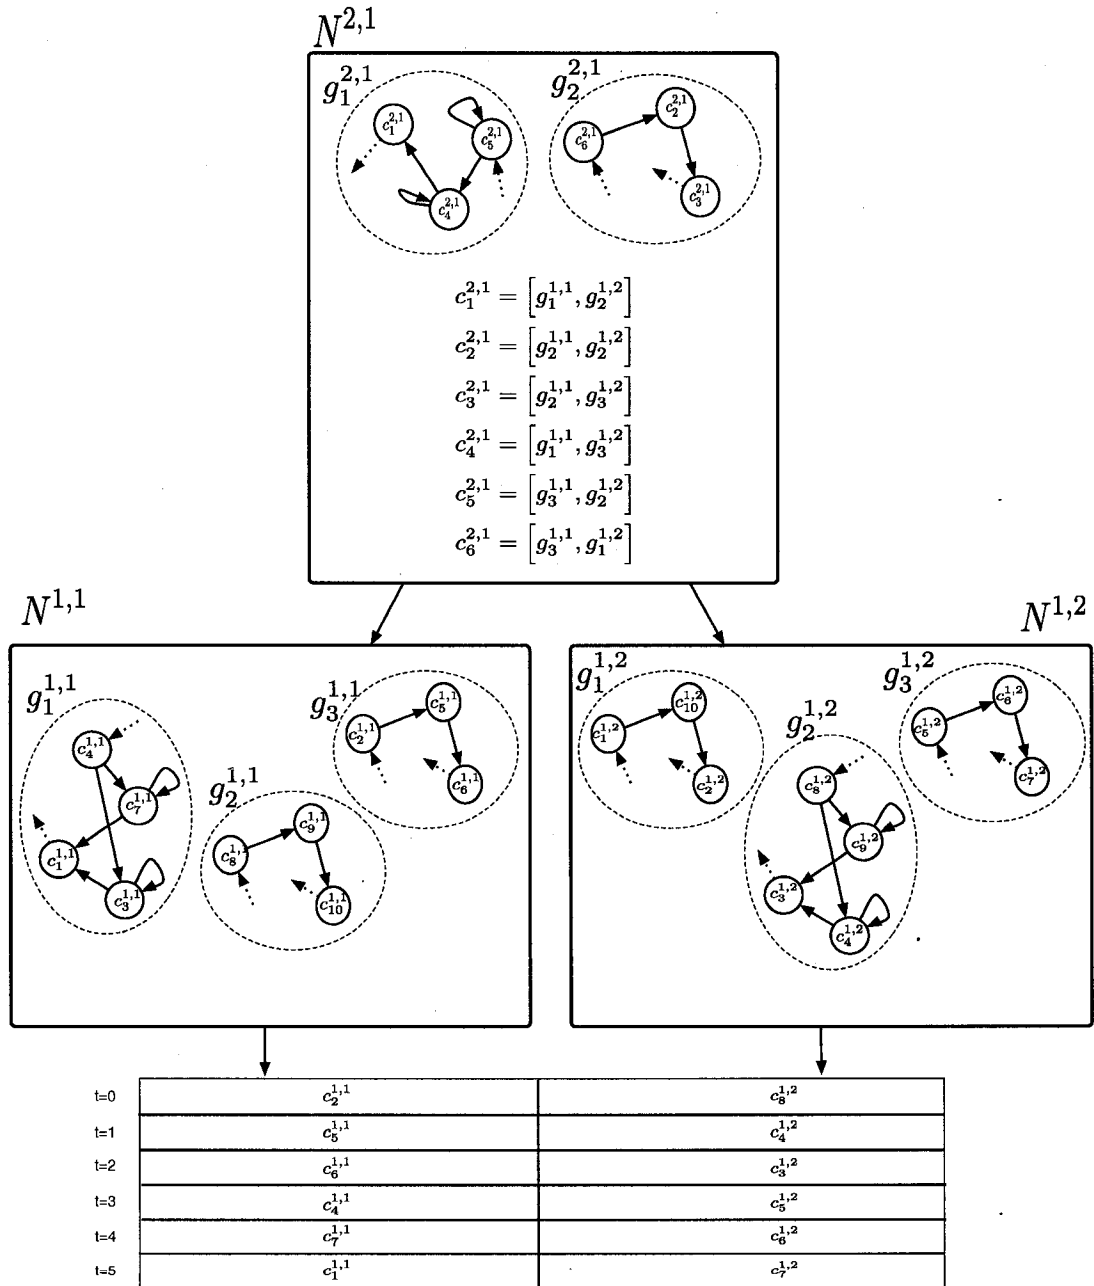 N^{2,1}
g_1^{2,1} g_2^{2,1}
c_1^{2,1} c_5^{2,1} c_4^{2,1} c_6^{2,1} c_2^{2,1} c_3^{2,1}
c_1^{2,1} = [g_1^{1,1}, g_2^{1,2}]
c_2^{2,1} = [g_2^{1,1}, g_2^{1,2}]
c_3^{2,1} = [g_2^{1,1}, g_3^{1,2}]
c_4^{2,1} = [g_1^{1,1}, g_3^{1,2}]
c_5^{2,1} = [g_3^{1,1}, g_2^{1,2}]
c_6^{2,1} = [g_3^{1,1}, g_1^{1,2}]
N^{1,1}
g_1^{1,1}
c_4^{1,1} c_7^{1,1} c_1^{1,1} c_3^{1,1}
g_2^{1,1}
c_8^{1,1} c_9^{1,1} c_{10}^{1,1}
g_3^{1,1}
c_2^{1,1} c_5^{1,1} c_6^{1,1}
N^{1,2}
g_1^{1,2}
c_1^{1,2} c_{10}^{1,2} c_2^{1,2}
g_2^{1,2}
c_8^{1,2} c_9^{1,2} c_3^{1,2} c_4^{1,2}
g_3^{1,2}
c_5^{1,2} c_6^{1,2} c_7^{1,2}
t=0 c_2^{1,1} c_8^{1,2}
t=1 c_5^{1,1} c_4^{1,2}
t=2 c_6^{1,1} c_3^{1,2}
t=3 c_4^{1,1} c_5^{1,2}
t=4 c_7^{1,1} c_6^{1,2}
t=5 c_1^{1,1} c_7^{1,2}